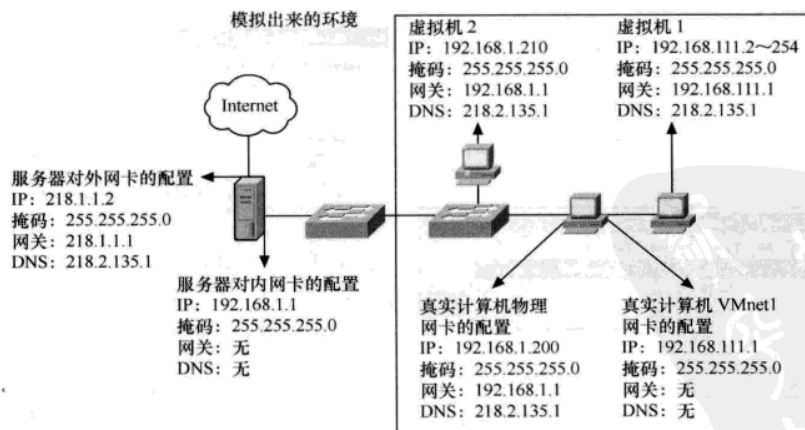 模拟出来的环境
虚拟机 2
IP: 192.168.1.210
掩码: 255.255.255.0
网关: 192.168.1.1
DNS: 218.2.135.1
虚拟机 1
IP: 192.168.111.2～254
掩码: 255.255.255.0
网关: 192.168.111.1
DNS: 218.2.135.1
Internet
服务器对外网卡的配置
IP: 218.1.1.2
掩码: 255.255.255.0
网关: 218.1.1.1
DNS: 218.2.135.1
服务器对内网卡的配置
IP: 192.168.1.1
掩码: 255.255.255.0
网关: 无
DNS: 无
真实计算机物理
网卡的配置
IP: 192.168.1.200
掩码: 255.255.255.0
网关: 192.168.1.1
DNS: 218.2.135.1
真实计算机 VMnet1
网卡的配置
IP: 192.168.111.1
掩码: 255.255.255.0
网关: 无
DNS: 无